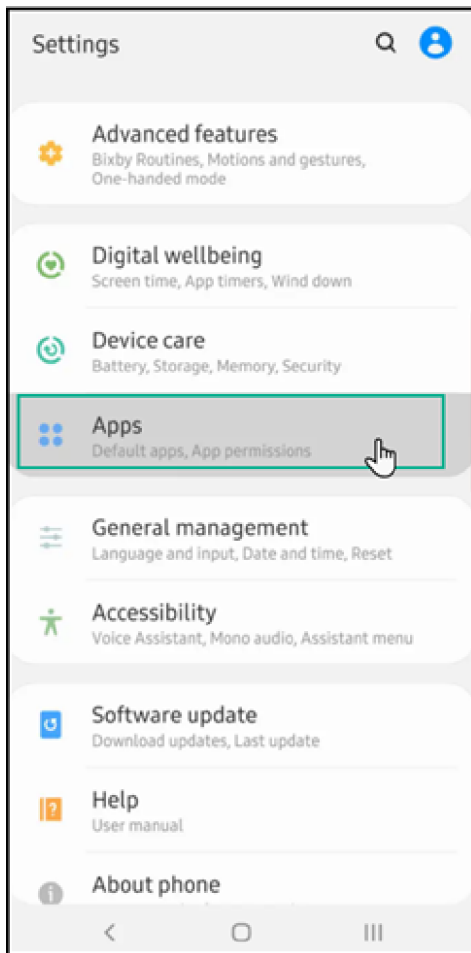 Settings
Advanced features
Bixby Routines, Motions and gestures,
One-handed mode
Digital wellbeing
Screen time, App timers, Wind down
Device care
Battery, Storage, Memory, Security
Apps
Default apps, App permissions
General management
Language and input, Date and time, Reset
Accessibility
Voice Assistant, Mono audio, Assistant menu
Software update
Download updates, Last update
Help
User manual
About phone